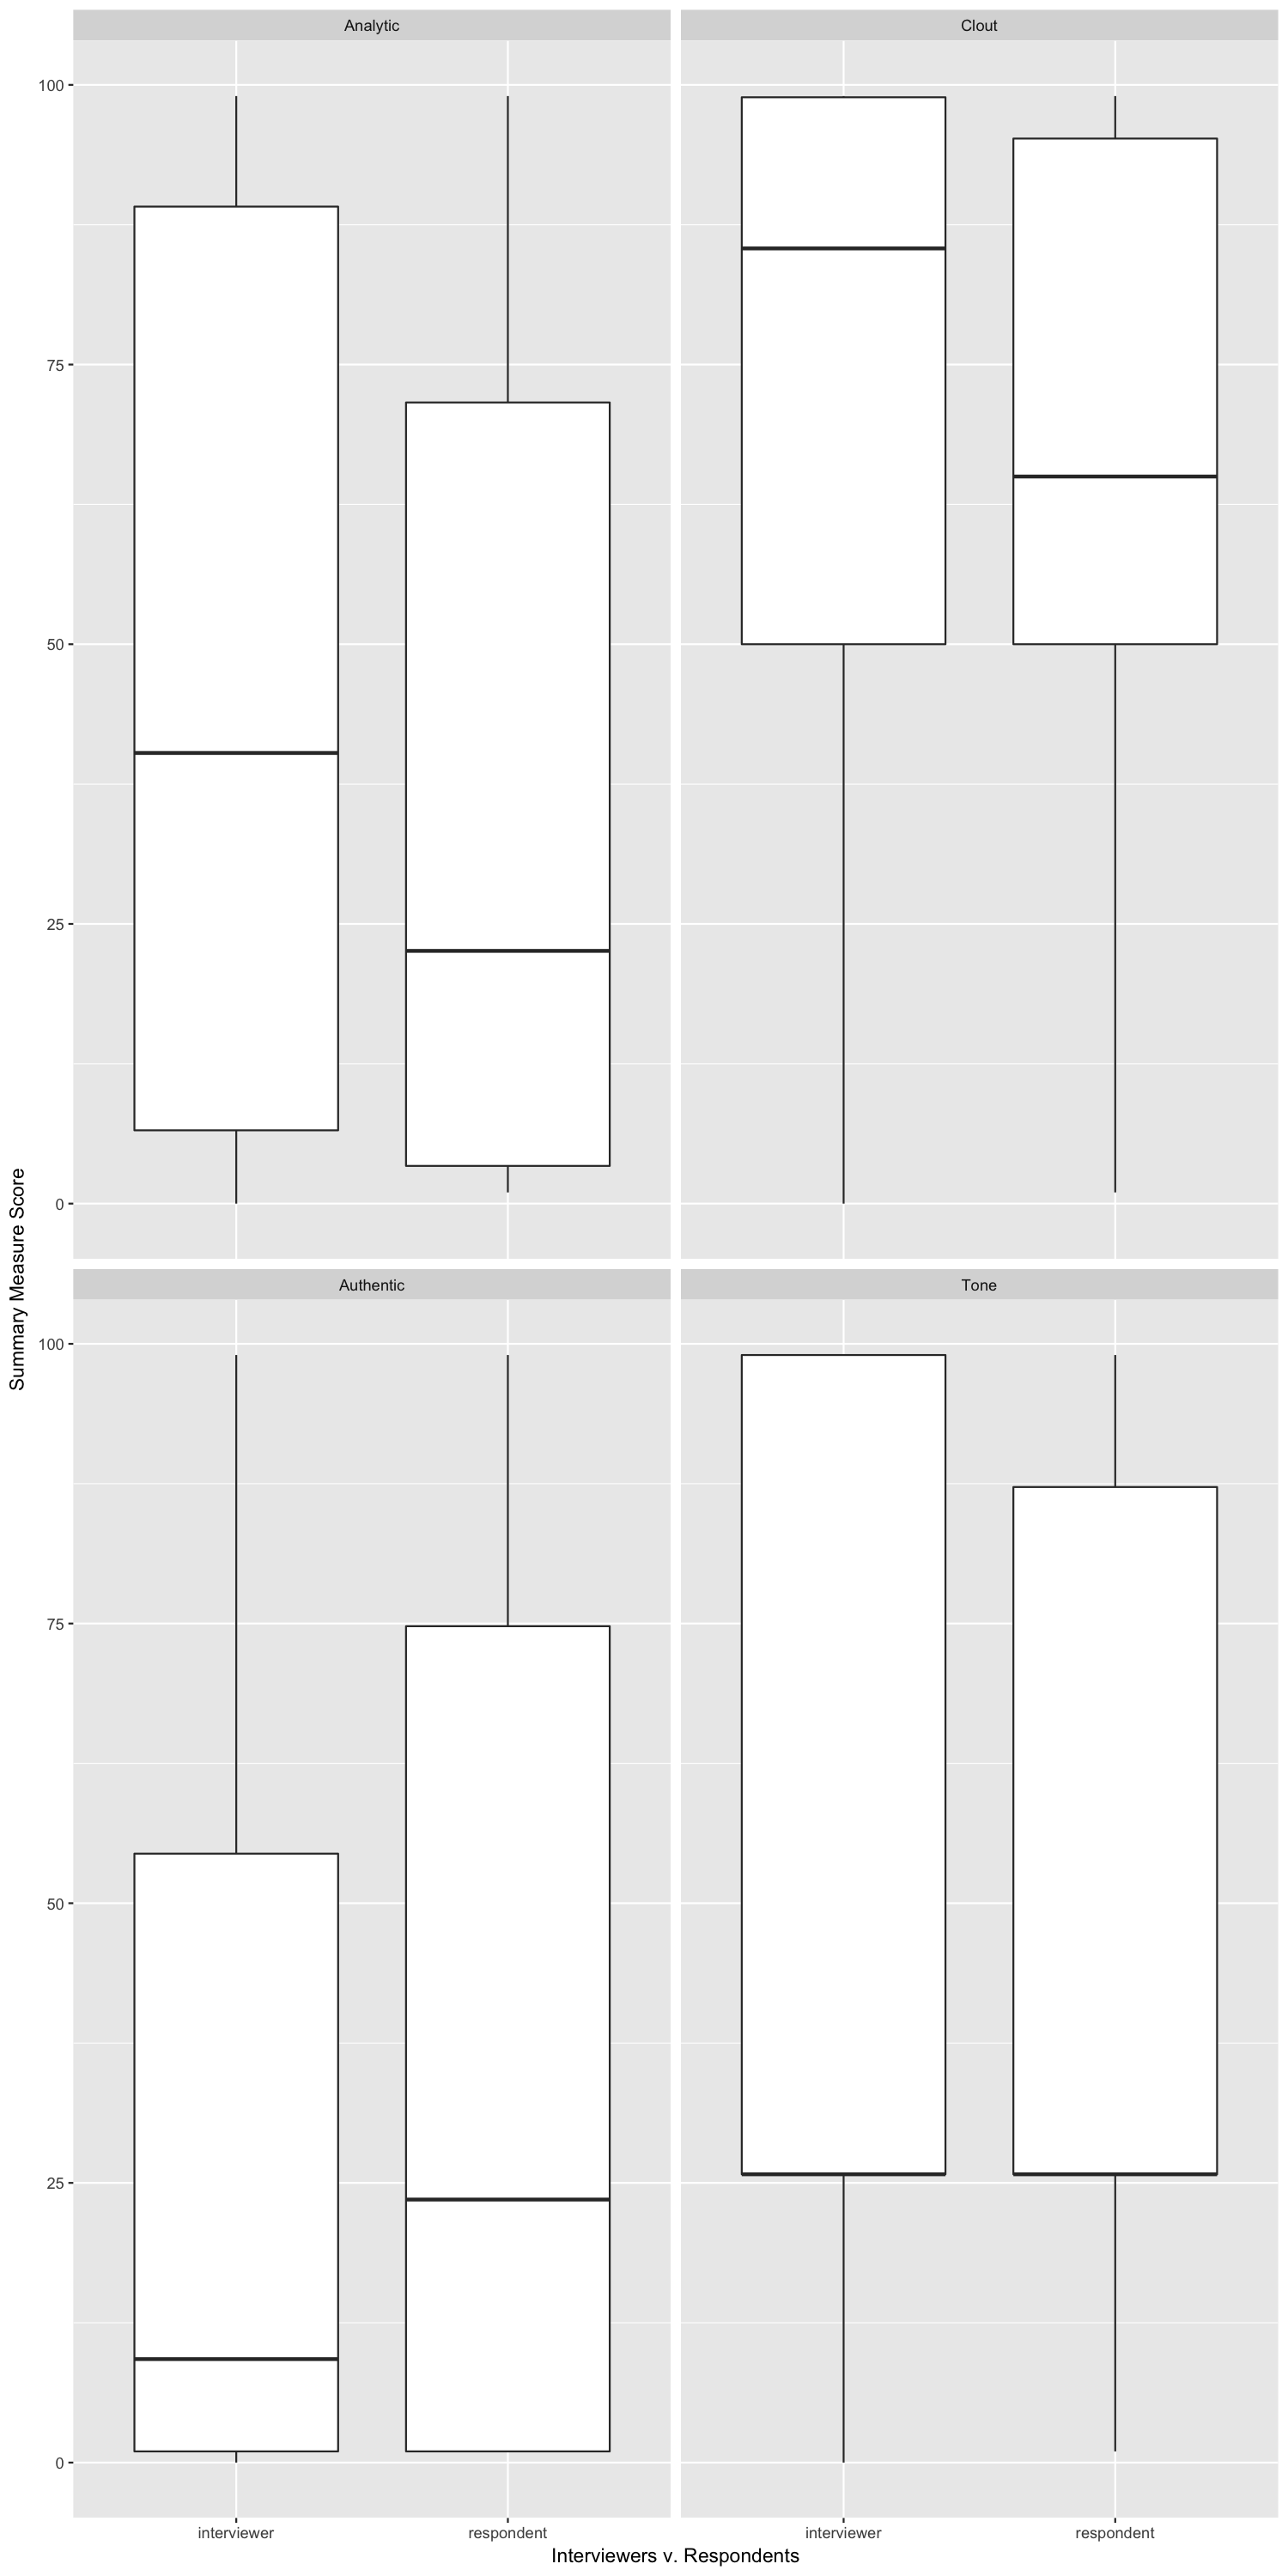 Analytic
Clout
100
75
50
25
0
Authentic
Tone
100
75
50
25
0
interviewer
respondent
interviewer
respondent
Interviewers v. Respondents
Summary Measure Score